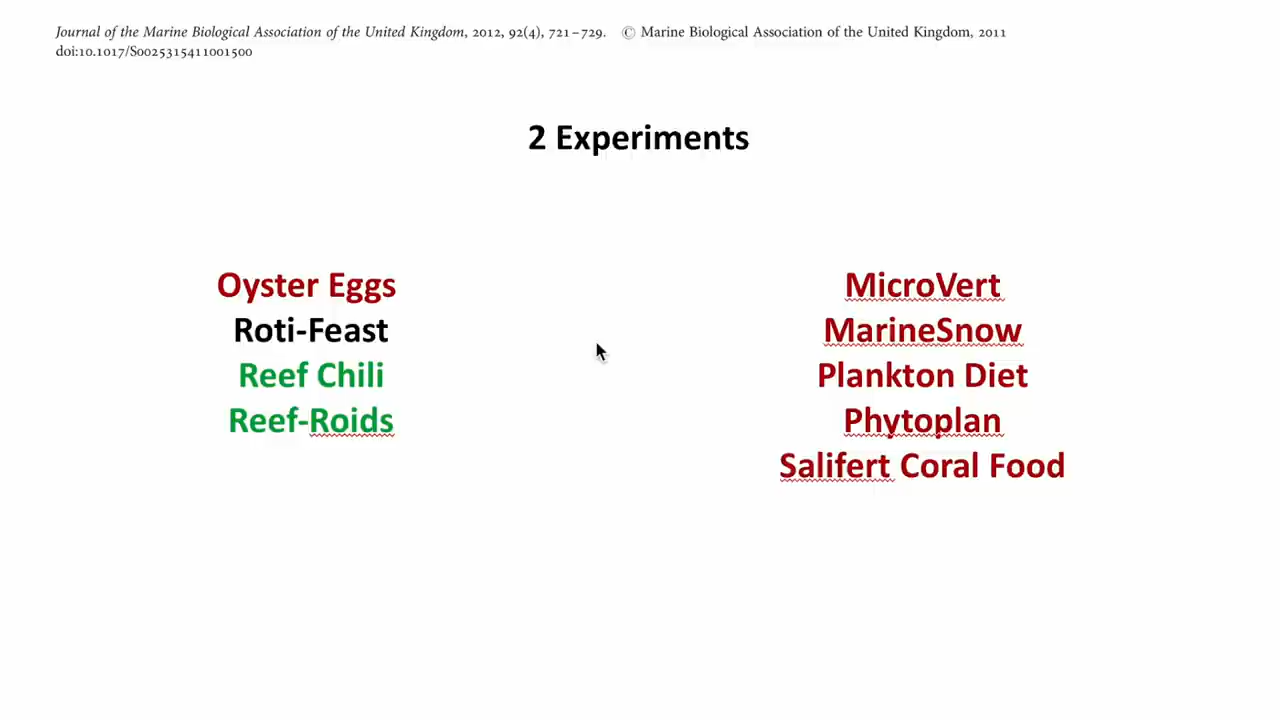 Journal of the Marine Biological Association of the United Kingdom, 2012, 92(4), 721–729. © Marine Biological Association of the United Kingdom, 2011
doi:10.1017/S0025315411001500
2 Experiments
Oyster Eggs
Roti-Feast
Reef Chili
Reef-Roids
MicroVert
MarineSnow
Plankton Diet
Phytoplan
Salifert Coral Food